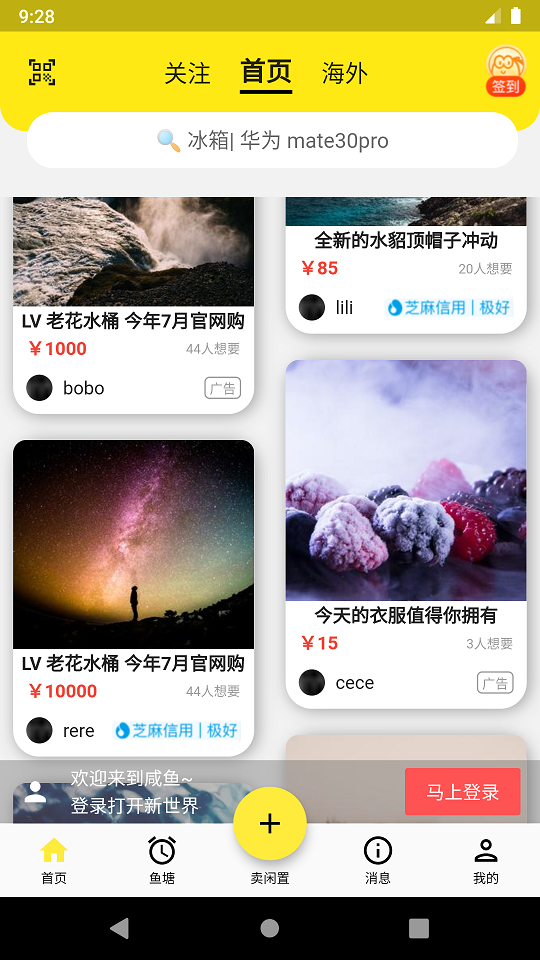 9:28
关注 首页 海外
签到
冰箱| 华为 mate30pro
LV 老花水桶 今年7月官网购
￥1000 44人想要
bobo 广告
全新的水貂顶帽子冲动
￥85 20人想要
lili 芝麻信用 | 极好
LV 老花水桶 今年7月官网购
￥10000 44人想要
rere 芝麻信用 | 极好
今天的衣服值得你拥有
￥15 3人想要
cece 广告
欢迎来到咸鱼~
登录打开新世界
马上登录
首页 鱼塘 卖闲置 消息 我的